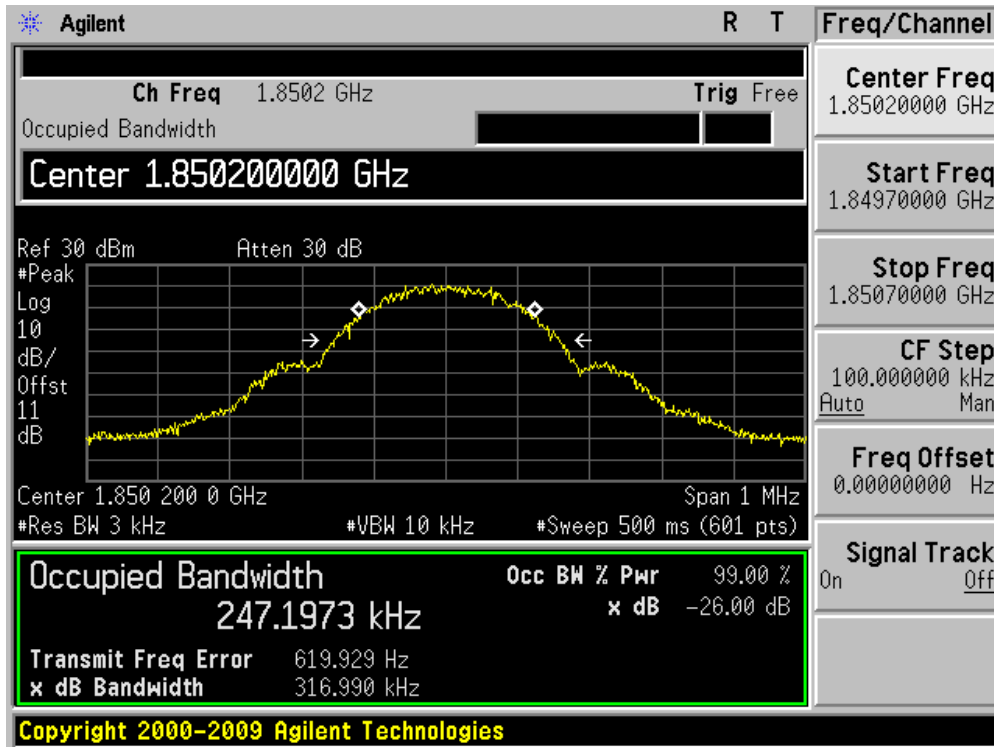 Agilent R T
Freq/Channel
Ch Freq 1.8502 GHz Trig Free
Occupied Bandwidth
Center 1.850200000 GHz
Ref 30 dBm Atten 30 dB
#Peak
Log
10
dB/
Offst
11
dB
Center 1.850 200 0 GHz Span 1 MHz
#Res BW 3 kHz #VBW 10 kHz #Sweep 500 ms (601 pts)
Occupied Bandwidth
247.1973 kHz
Occ BW % Pwr 99.00 %
x dB -26.00 dB
Transmit Freq Error 619.929 Hz
x dB Bandwidth 316.990 kHz
Copyright 2000-2009 Agilent Technologies
Center Freq
1.85020000 GHz
Start Freq
1.84970000 GHz
Stop Freq
1.85070000 GHz
CF Step
100.000000 kHz
Auto Man
Freq Offset
0.00000000 Hz
Signal Track
On Off